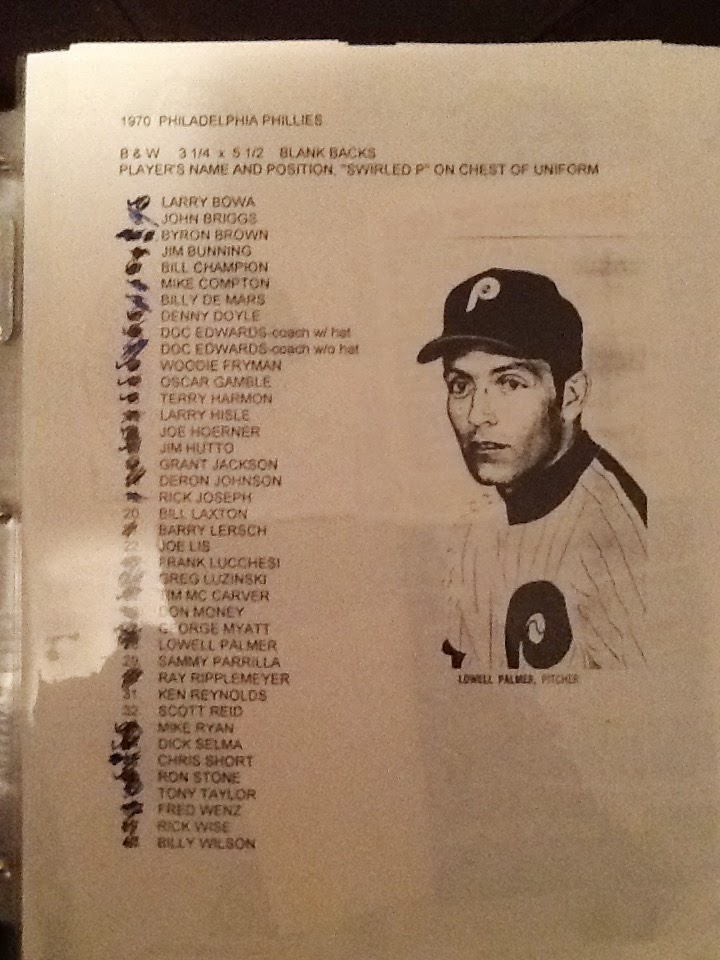 1970 PHILADELPHIA PHILLIES
B & W 3 1/4 x 5 1/2 BLANK BACKS
PLAYER'S NAME AND POSITION, "SWIRLED P" ON CHEST OF UNIFORM
LARRY BOWA
JOHN BRIGGS
BYRON BROWN
JIM BUNNING
BILL CHAMPION
MIKE COMPTON
BILLY DE MARS
DENNY DOYLE
DOC EDWARDS-coach w/ hat
DOC EDWARDS-coach w/o hat
WOODIE FRYMAN
OSCAR GAMBLE
TERRY HARMON
LARRY HISLE
JOE HOERNER
JIM HUTTO
GRANT JACKSON
DERON JOHNSON
RICK JOSEPH
20 BILL LAXTON
BARRY LERSCH
22 JOE LIS
FRANK LUCCHESI
GREG LUZINSKI
TIM MC CARVER
DON MONEY
GEORGE MYATT
LOWELL PALMER
29 SAMMY PARRILLA
RAY RIPPLEMEYER
31 KEN REYNOLDS
32 SCOTT REID
MIKE RYAN
DICK SELMA
CHRIS SHORT
RON STONE
TONY TAYLOR
FRED WENZ
RICK WISE
BILLY WILSON
P
P
LOWELL PALMER, PITCHER